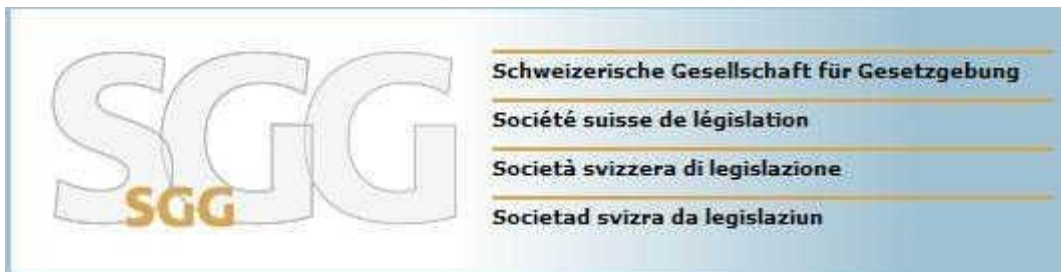 SGG
SGG
Schweizerische Gesellschaft für Gesetzgebung
Société suisse de législation
Società svizzera di legislazione
Societad svizra da legislaziun